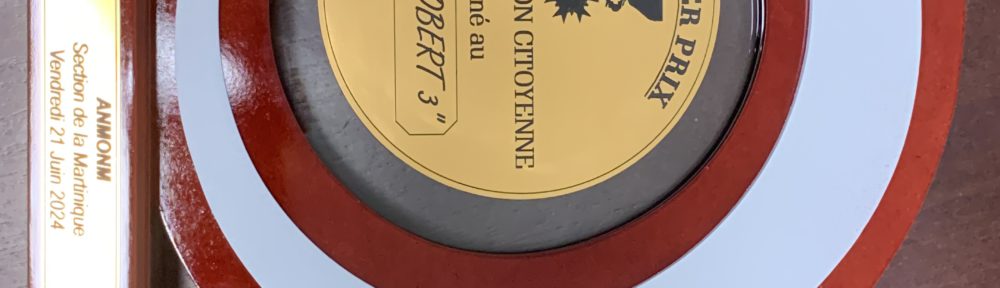 ER PRIX
ON CITOYENNE
né au
OBERT 3"
ANMONM
Section de la Martinique
Vendredi 21 Juin 2024